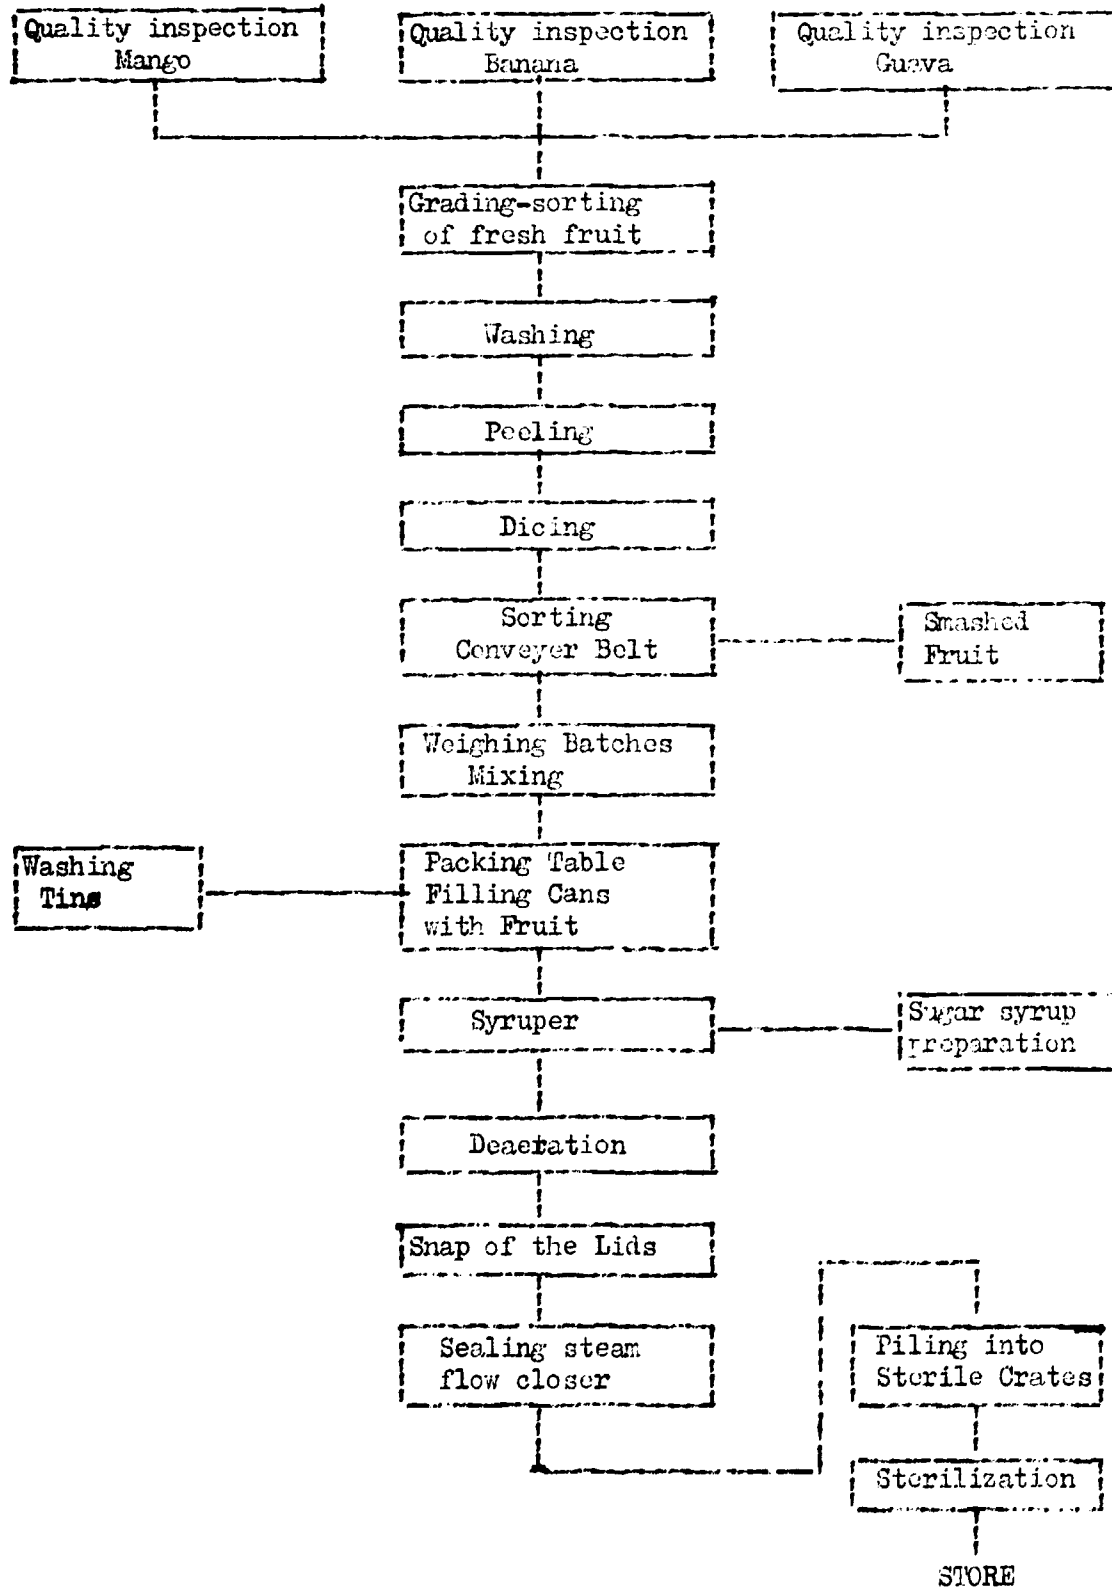 Quality inspection
Mango
Quality inspection
Banana
Quality inspection
Guava
Grading-sorting
of fresh fruit
Washing
Peeling
Dicing
Sorting
Conveyer Belt
Smashed
Fruit
Weighing Batches
Mixing
Washing
Tins
Packing Table
Filling Cans
with Fruit
Syruper
Sugar syrup
preparation
Deaeration
Snap of the Lids
Sealing steam
flow closer
Piling into
Sterile Crates
Sterilization
STORE